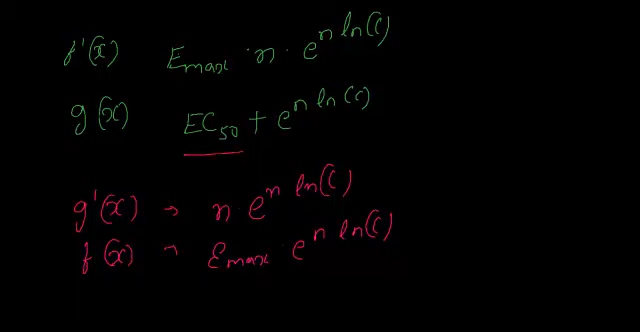 f'(x) Emax · n · e^{n ln(C)}
g(x) EC₅₀ + e^{n ln(C)}
g'(x) → n · e^{n ln(C)}
f(x) → Emax · e^{n ln(C)}